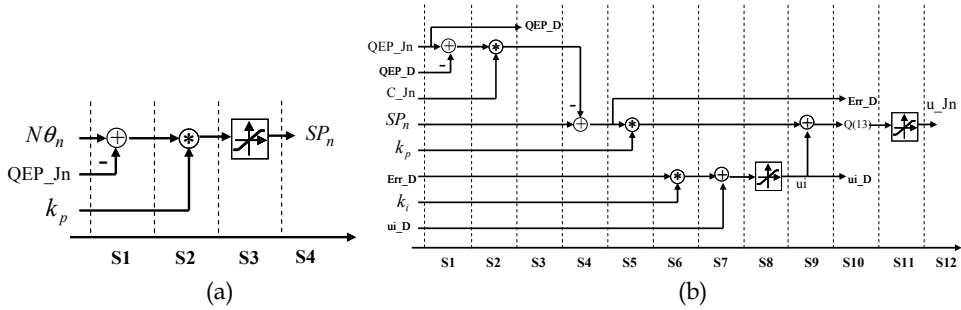 Nθn
QEP_Jn
kp
SPn
S1 S2 S3 S4
(a)
QEP_D
QEP_Jn
QEP_D
C_Jn
SPn
kp
Err_D
ki
ui_D
Err_D
u_Jn
Q(13)
ui
ui_D
S1 S2 S3 S4 S5 S6 S7 S8 S9 S10 S11 S12
(b)